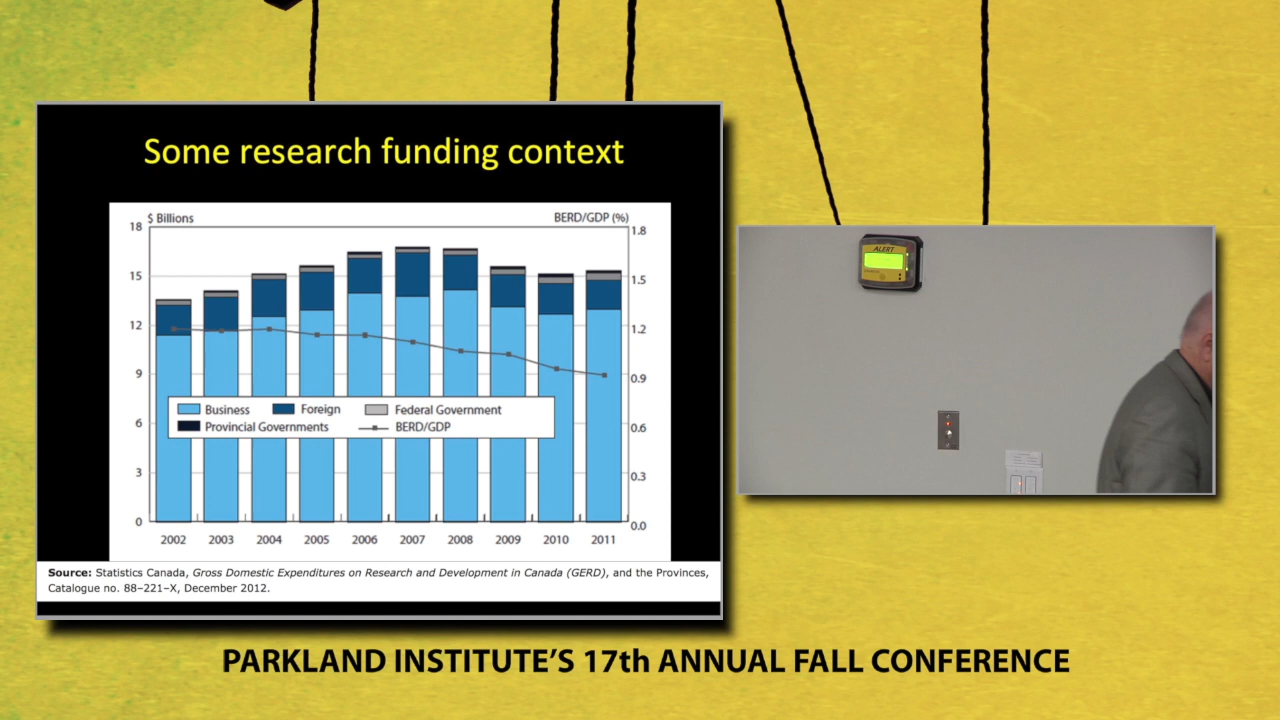 Some research funding context
$ Billions
BERD/GDP (%)
18
15
12
9
6
3
0
1.8
1.5
1.2
0.9
0.6
0.3
0.0
Business
Foreign
Federal Government
Provincial Governments
BERD/GDP
2002 2003 2004 2005 2006 2007 2008 2009 2010 2011
Source: Statistics Canada, Gross Domestic Expenditures on Research and Development in Canada (GERD), and the Provinces,
Catalogue no. 88–221–X, December 2012.
ALERT
PARKLAND INSTITUTE'S 17th ANNUAL FALL CONFERENCE